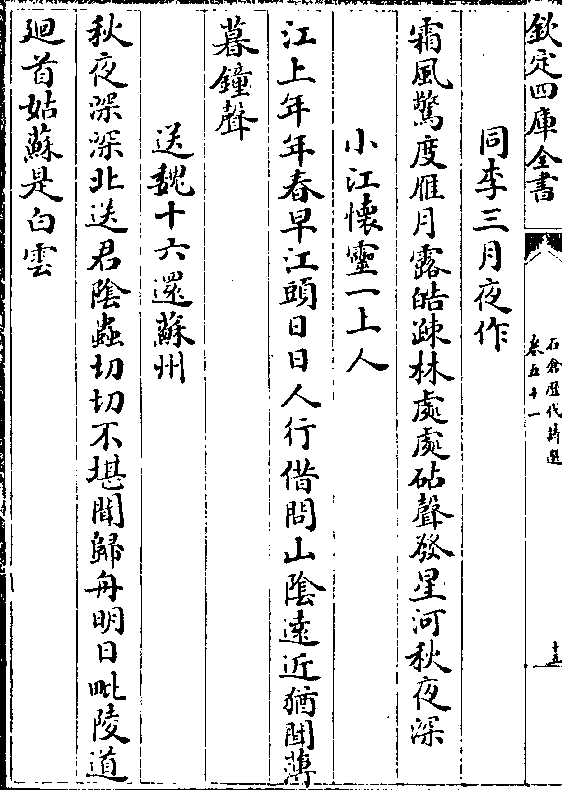 欽定四庫全書
石倉歷代詩選
卷五十一
十五
同李三月夜作
霜風驚度雁月露皓疎林處處砧聲發星河秋夜深
小江懷靈一上人
江上年年春早江頭日日人行借問山陰遠近猶聞薄
暮鐘聲
送魏十六還蘇州
秋夜深深北送君陰蟲切切不堪聞歸舟明日毗陵道
廻首姑蘇是白雲